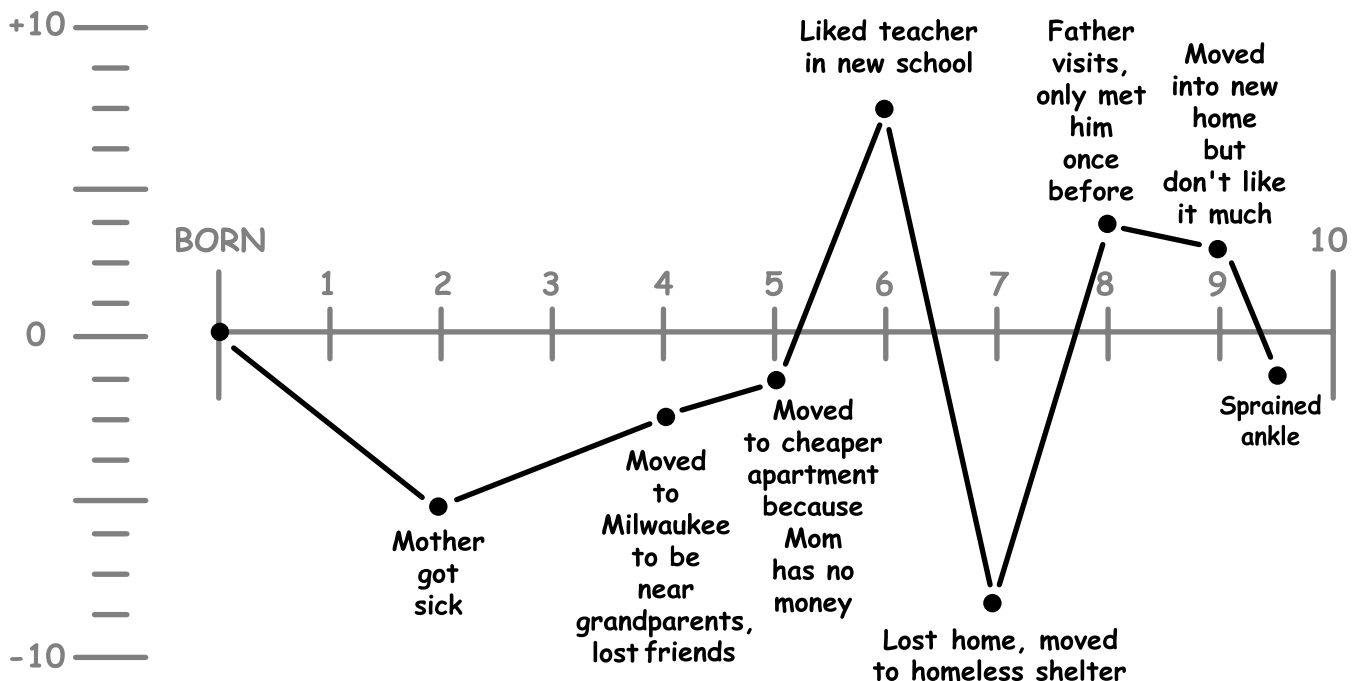 +10
0
-10
BORN
1
2
3
4
5
6
7
8
9
10
Mother
got
sick
Moved
to
Milwaukee
to be
near
grandparents,
lost friends
Moved
to cheaper
apartment
because
Mom
has no
money
Liked teacher
in new school
Lost home, moved
to homeless shelter
Father
visits,
only met
him
once
before
Moved
into new
home
but
don't like
it much
Sprained
ankle